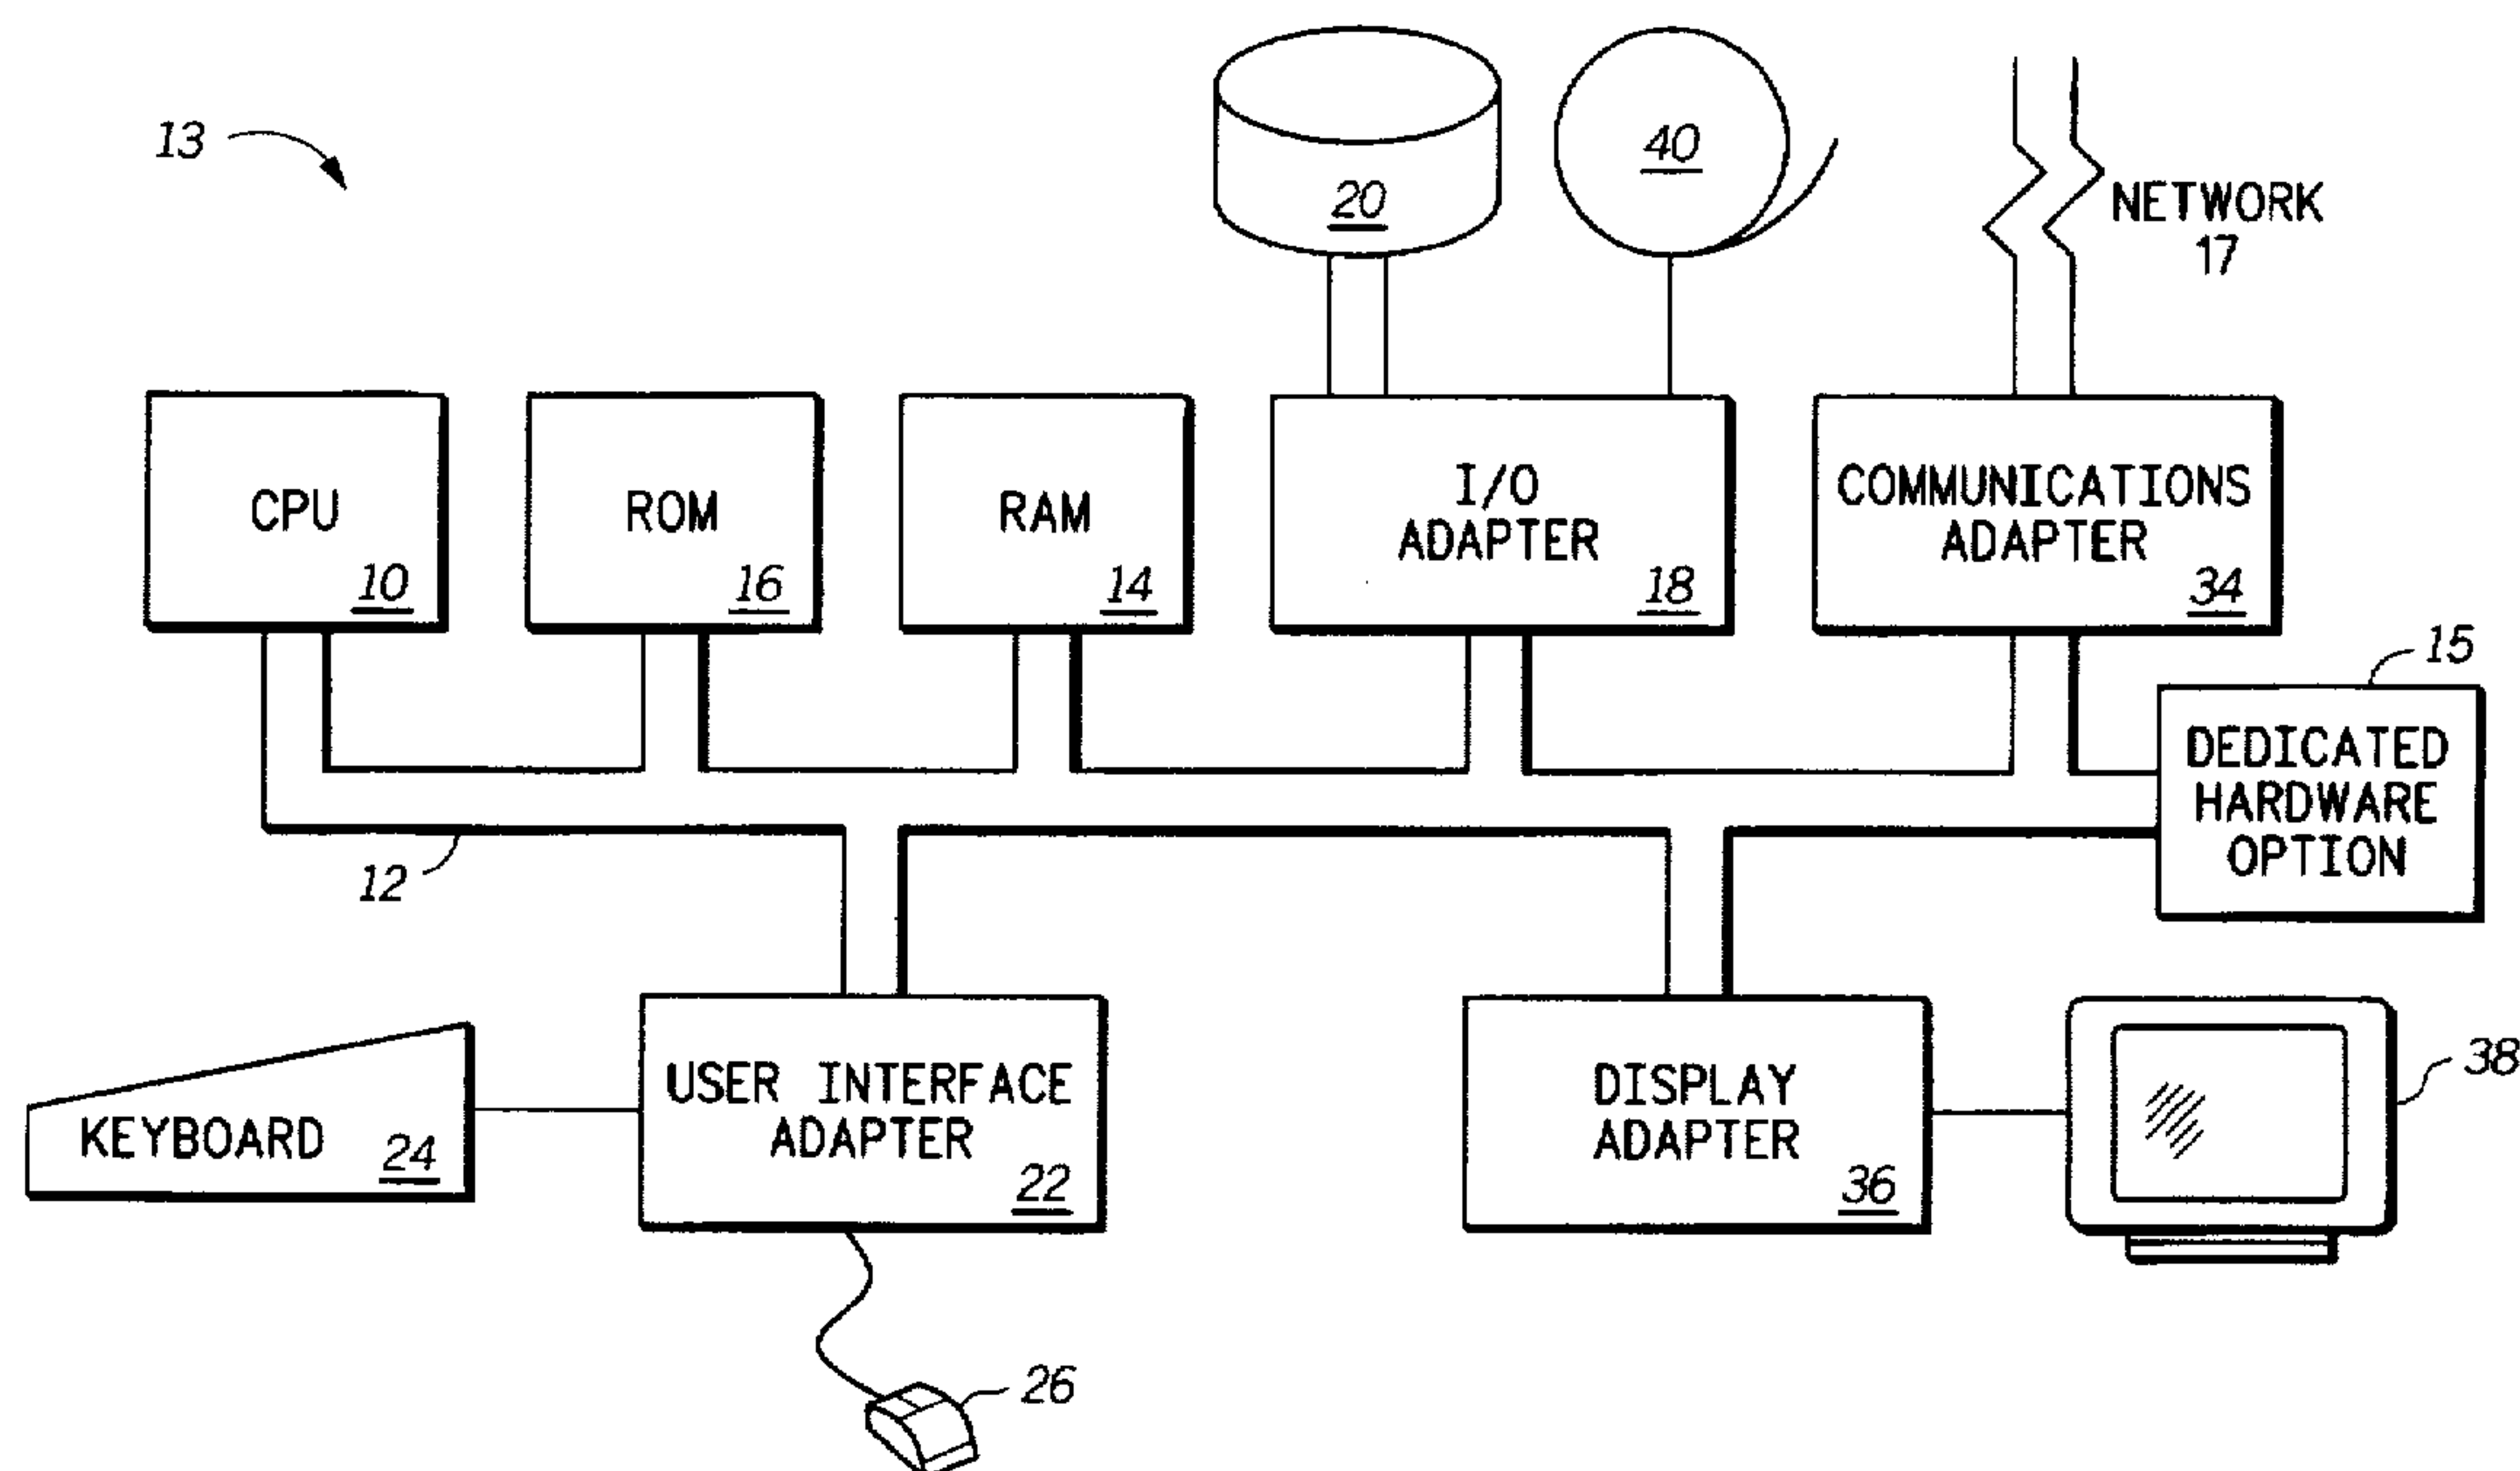 13
20
40
NETWORK
17
CPU
10
ROM
16
RAM
14
I/O
ADAPTER
18
COMMUNICATIONS
ADAPTER
34
15
DEDICATED
HARDWARE
OPTION
12
KEYBOARD
24
USER INTERFACE
ADAPTER
22
DISPLAY
ADAPTER
36
38
26